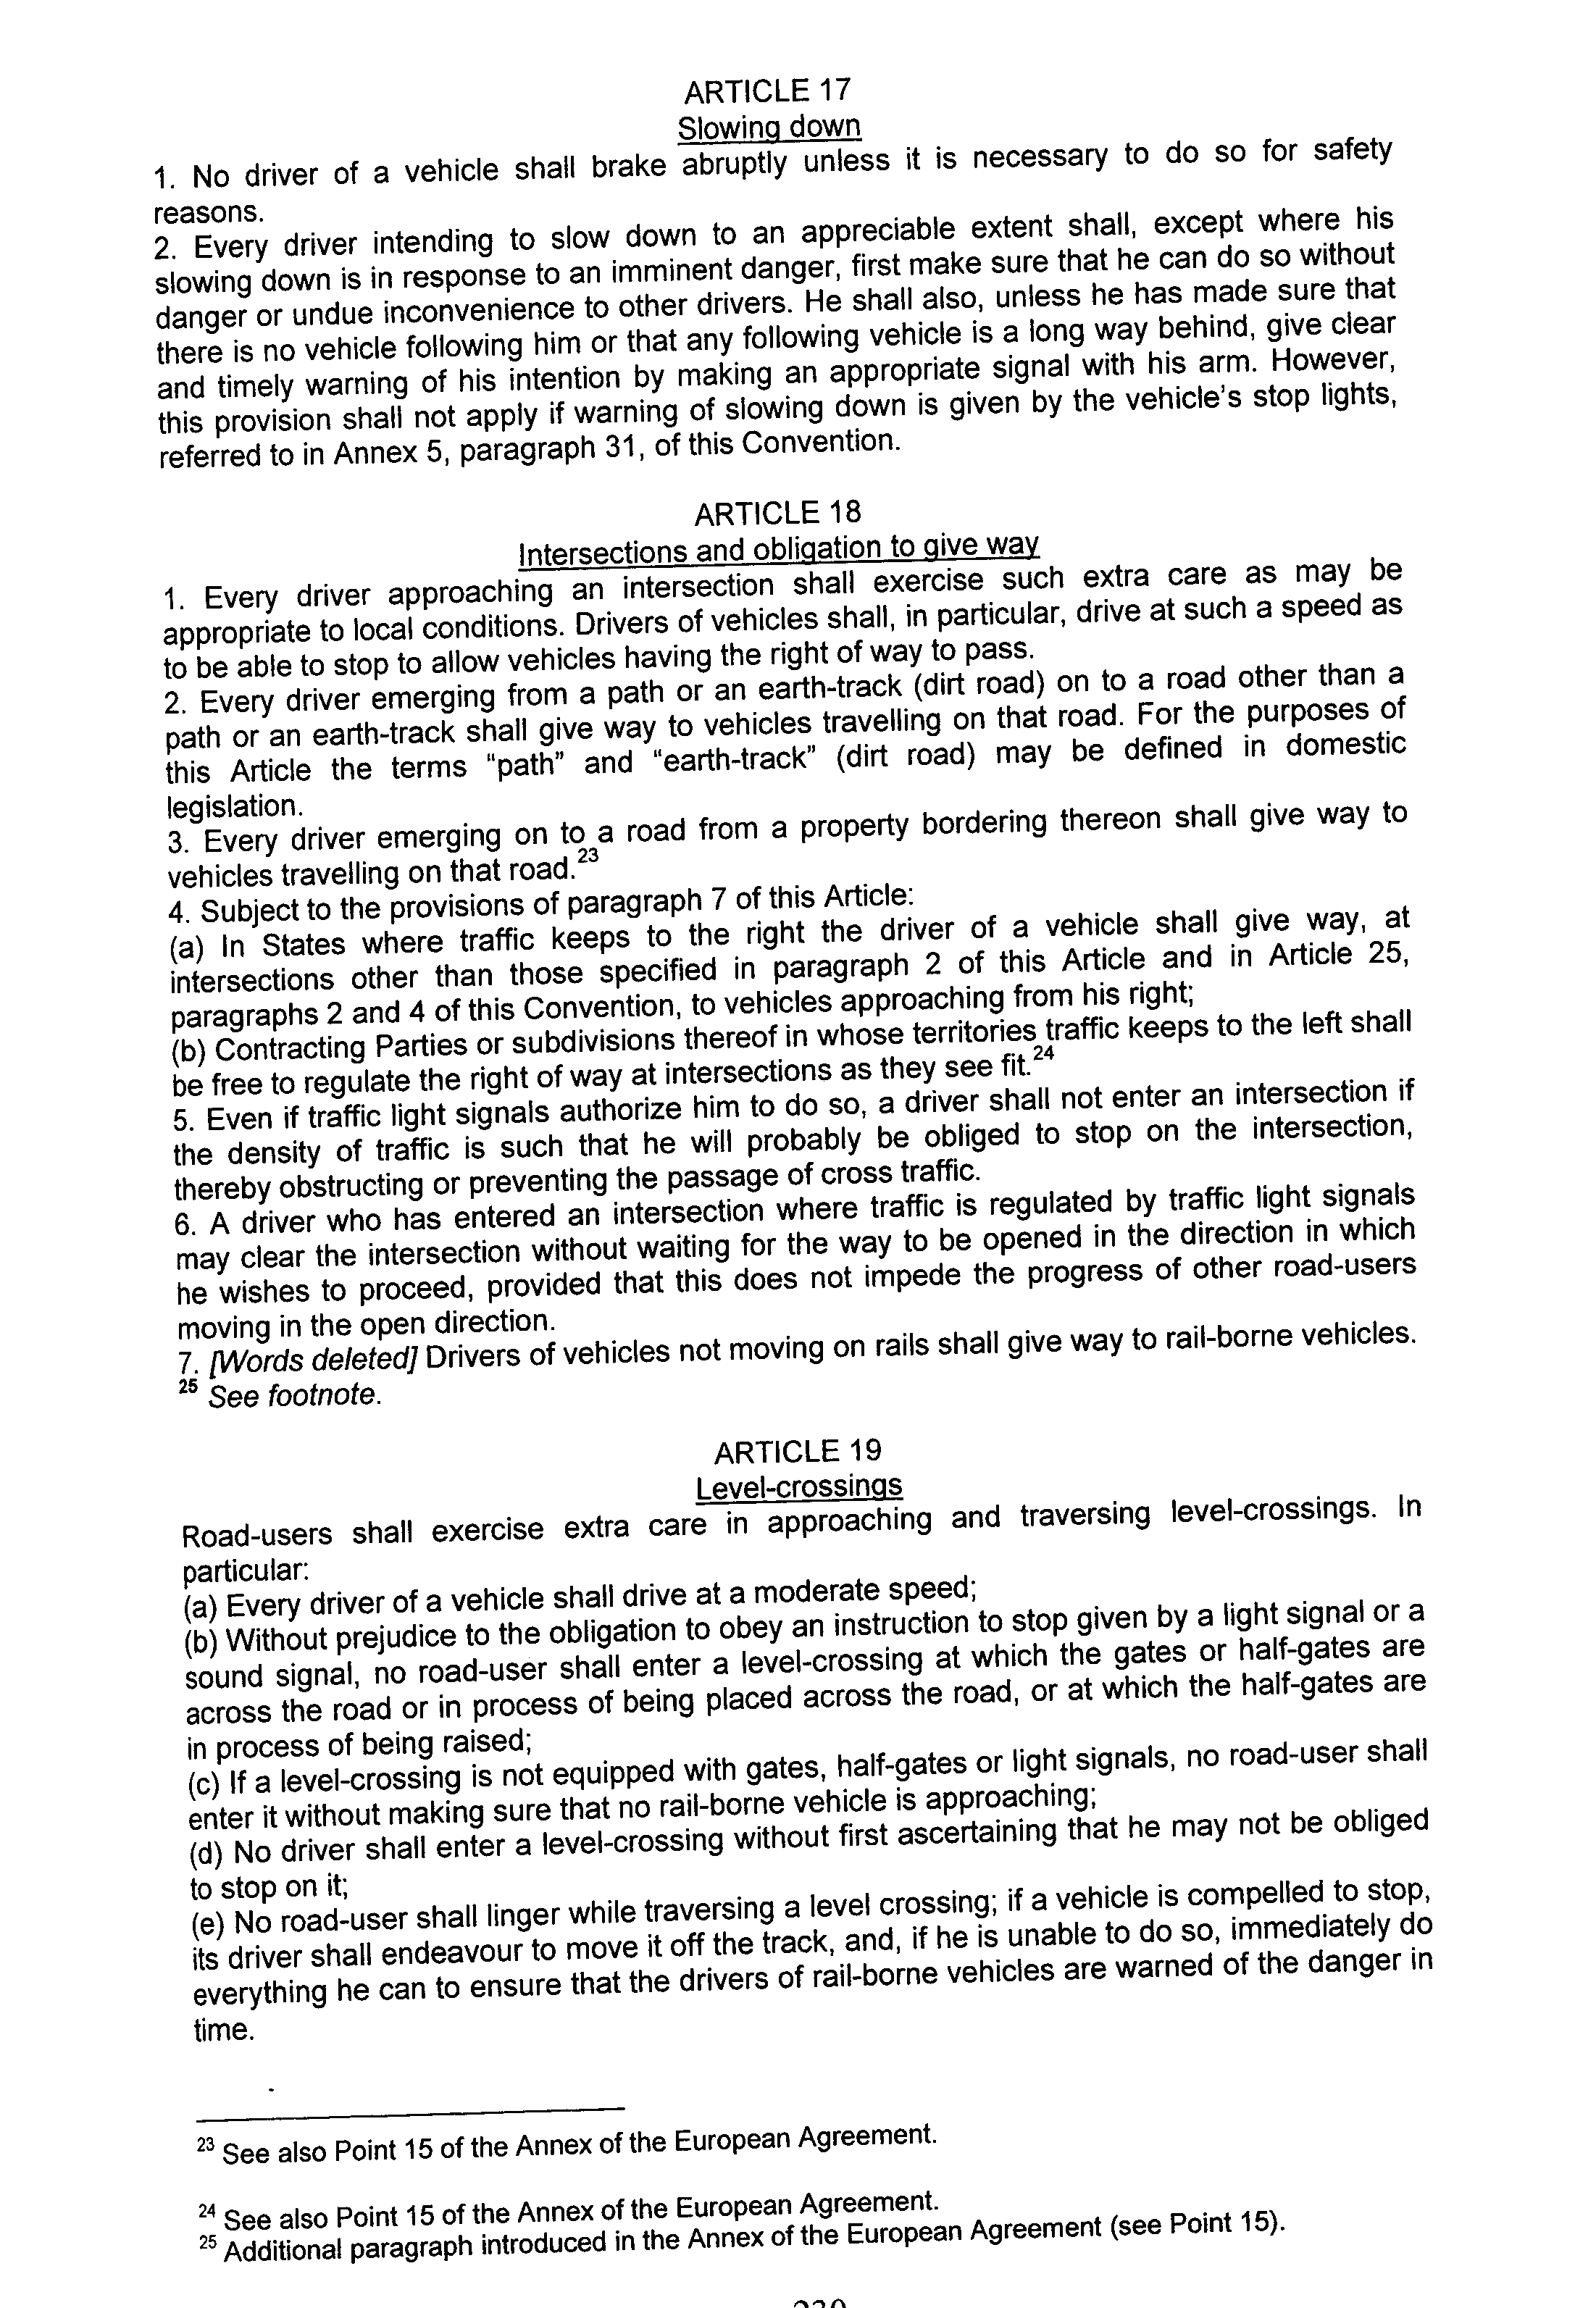 ARTICLE 17
Slowing down
1. No driver of a vehicle shall brake abruptly unless it is necessary to do so for safety
reasons.
2. Every driver intending to slow down to an appreciable extent shall, except where his
slowing down is in response to an imminent danger, first make sure that he can do so without
danger or undue inconvenience to other drivers. He shall also, unless he has made sure that
there is no vehicle following him or that any following vehicle is a long way behind, give clear
and timely warning of his intention by making an appropriate signal with his arm. However,
this provision shall not apply if warning of slowing down is given by the vehicle's stop lights,
referred to in Annex 5, paragraph 31, of this Convention.
ARTICLE 18
Intersections and obligation to give way
1. Every driver approaching an intersection shall exercise such extra care as may be
appropriate to local conditions. Drivers of vehicles shall, in particular, drive at such a speed as
to be able to stop to allow vehicles having the right of way to pass.
2. Every driver emerging from a path or an earth-track (dirt road) on to a road other than a
path or an earth-track shall give way to vehicles travelling on that road. For the purposes of
this Article the terms "path" and "earth-track" (dirt road) may be defined in domestic
legislation.
3. Every driver emerging on to a road from a property bordering thereon shall give way to
vehicles travelling on that road.23
4. Subject to the provisions of paragraph 7 of this Article:
(a) In States where traffic keeps to the right the driver of a vehicle shall give way, at
intersections other than those specified in paragraph 2 of this Article and in Article 25,
paragraphs 2 and 4 of this Convention, to vehicles approaching from his right;
(b) Contracting Parties or subdivisions thereof in whose territories traffic keeps to the left shall
be free to regulate the right of way at intersections as they see fit.24
5. Even if traffic light signals authorize him to do so, a driver shall not enter an intersection if
the density of traffic is such that he will probably be obliged to stop on the intersection,
thereby obstructing or preventing the passage of cross traffic.
6. A driver who has entered an intersection where traffic is regulated by traffic light signals
may clear the intersection without waiting for the way to be opened in the direction in which
he wishes to proceed, provided that this does not impede the progress of other road-users
moving in the open direction.
7. [Words deleted] Drivers of vehicles not moving on rails shall give way to rail-borne vehicles.
25 See footnote.
ARTICLE 19
Level-crossings
Road-users shall exercise extra care in approaching and traversing level-crossings. In
particular:
(a) Every driver of a vehicle shall drive at a moderate speed;
(b) Without prejudice to the obligation to obey an instruction to stop given by a light signal or a
sound signal, no road-user shall enter a level-crossing at which the gates or half-gates are
across the road or in process of being placed across the road, or at which the half-gates are
in process of being raised;
(c) If a level-crossing is not equipped with gates, half-gates or light signals, no road-user shall
enter it without making sure that no rail-borne vehicle is approaching;
(d) No driver shall enter a level-crossing without first ascertaining that he may not be obliged
to stop on it;
(e) No road-user shall linger while traversing a level crossing; if a vehicle is compelled to stop,
its driver shall endeavour to move it off the track, and, if he is unable to do so, immediately do
everything he can to ensure that the drivers of rail-borne vehicles are warned of the danger in
time.
23 See also Point 15 of the Annex of the European Agreement.
24 See also Point 15 of the Annex of the European Agreement.
25 Additional paragraph introduced in the Annex of the European Agreement (see Point 15).